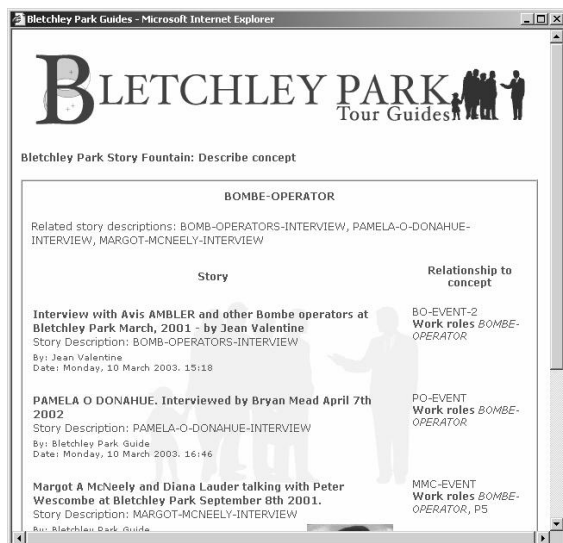 Bletchley Park Guides - Microsoft Internet Explorer
BLETCHLEY PARK
Tour Guides
Bletchley Park Story Fountain: Describe concept
BOMBE-OPERATOR
Related story descriptions: BOMB-OPERATORS-INTERVIEW, PAMELA-O-DONAHUE-
INTERVIEW, MARGOT-MCNEELY-INTERVIEW
Story
Relationship to
concept
Interview with Avis AMBLER and other Bombe operators at
Bletchley Park March, 2001 - by Jean Valentine
Story Description: BOMB-OPERATORS-INTERVIEW
By: Jean Valentine
Date: Monday, 10 March 2003. 15:18
BO-EVENT-2
Work roles BOMBE-
OPERATOR
PAMELA O DONAHUE. Interviewed by Bryan Mead April 7th
2002
Story Description: PAMELA-O-DONAHUE-INTERVIEW
By: Bletchley Park Guide
Date: Monday, 10 March 2003. 16:46
PO-EVENT
Work roles BOMBE-
OPERATOR
Margot A McNeely and Diana Lauder talking with Peter
Wescombe at Bletchley Park September 8th 2001.
Story Description: MARGOT-MCNEELY-INTERVIEW
By: Bletchley Park Guide
MMC-EVENT
Work roles BOMBE-
OPERATOR, P5